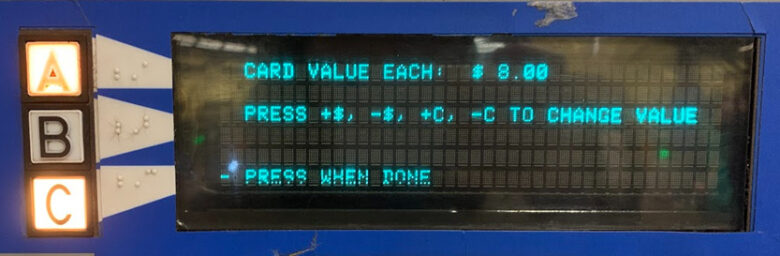 A
CARD VALUE EACH: $ 8.00
B
PRESS +$, -$, +C, -C TO CHANGE VALUE
C
- PRESS WHEN DONE